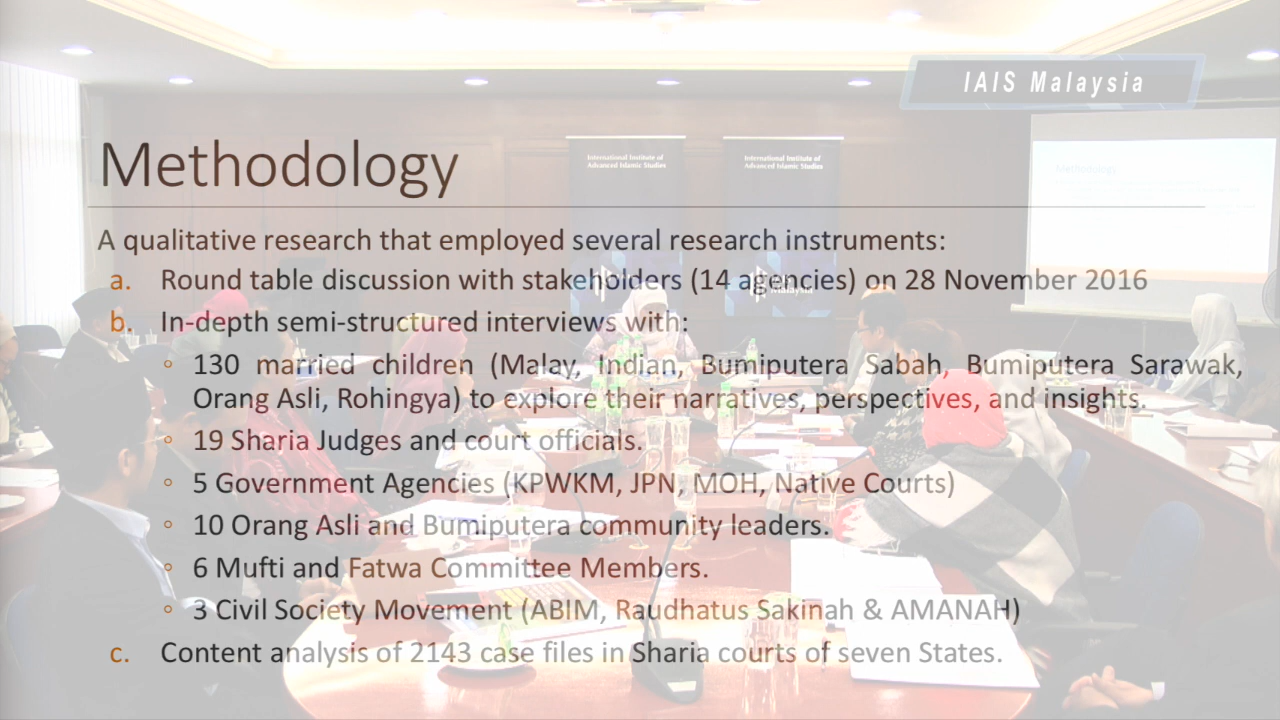 IAIS Malaysia
International Institute of
Advanced Islamic Studies
International Institute of
Advanced Islamic Studies
Methodology
Methodology
A qualitative research that employed several research instruments:
a. Round table discussion with stakeholders (14 agencies) on 28 November 2016
b. In-depth semi-structured interviews with:
◦ 130 married children (Malay, Indian, Bumiputera Sabah, Bumiputera Sarawak,
Orang Asli, Rohingya) to explore their narratives, perspectives, and insights.
◦ 19 Sharia Judges and court officials.
◦ 5 Government Agencies (KPWKM, JPN, MOH, Native Courts)
◦ 10 Orang Asli and Bumiputera community leaders.
◦ 6 Mufti and Fatwa Committee Members.
◦ 3 Civil Society Movement (ABIM, Raudhatus Sakinah & AMANAH)
c. Content analysis of 2143 case files in Sharia courts of seven States.